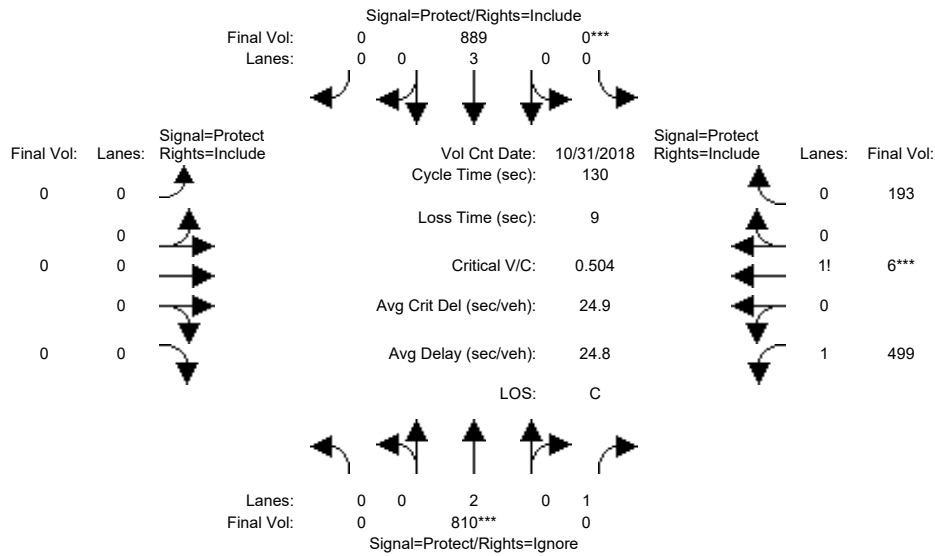 Signal=Protect/Rights=Include
Final Vol: 0 889 0***
Lanes: 0 0 3 0 0
Signal=Protect Signal=Protect
Final Vol: Lanes: Rights=Include Vol Cnt Date: 10/31/2018 Rights=Include Lanes: Final Vol:
Cycle Time (sec): 130
0 0 0 193
Loss Time (sec): 9
0 0
0 0 Critical V/C: 0.504 1! 6***
0 Avg Crit Del (sec/veh): 24.9 0
0 0 Avg Delay (sec/veh): 24.8 1 499
LOS: C
Lanes: 0 0 2 0 1
Final Vol: 0 810*** 0
Signal=Protect/Rights=Ignore